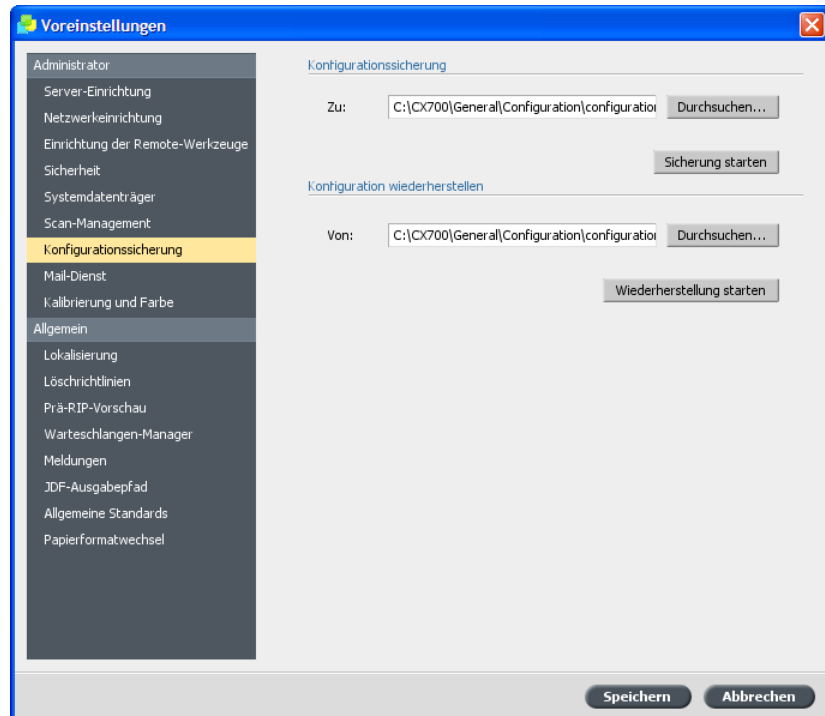 Voreinstellungen
Administrator
Server-Einrichtung
Netzwerkeinrichtung
Einrichtung der Remote-Werkzeuge
Sicherheit
Systemdatenträger
Scan-Management
Konfigurationssicherung
Mail-Dienst
Kalibrierung und Farbe
Allgemein
Lokalisierung
Löschrichtlinien
Prä-RIP-Vorschau
Warteschlangen-Manager
Meldungen
JDF-Ausgabepfad
Allgemeine Standards
Papierformatwechsel
Konfigurationssicherung
Zu: C:\CX700\General\Configuration\configuration Durchsuchen...
Sicherung starten
Konfiguration wiederherstellen
Von: C:\CX700\General\Configuration\configuration Durchsuchen...
Wiederherstellung starten
Speichern Abbrechen